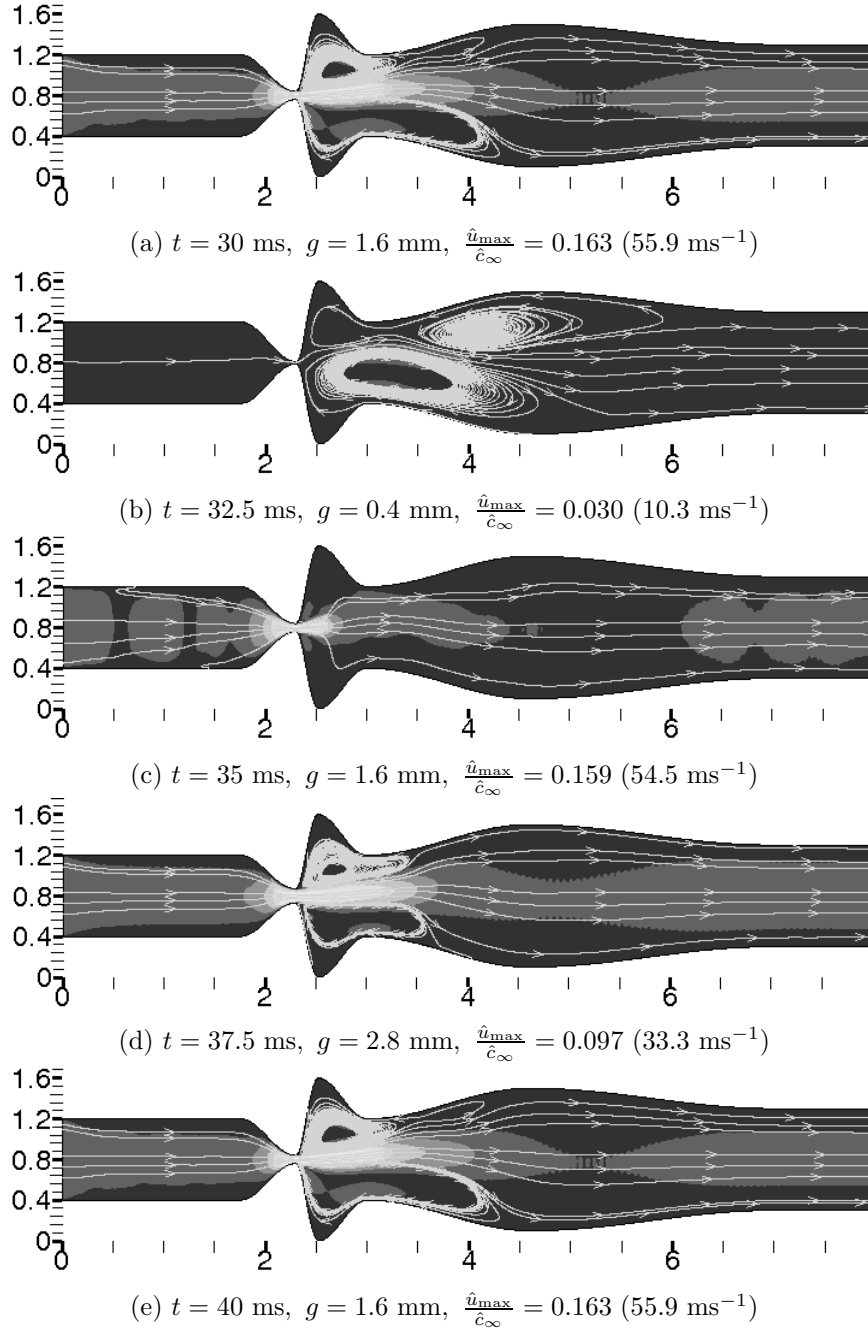 1.6
1.2
0.8
0.4
0
0 2 4 6
(a) t = 30 ms, g = 1.6 mm, û_max/ĉ_∞ = 0.163 (55.9 ms⁻¹)
1.6
1.2
0.8
0.4
0
0 2 4 6
(b) t = 32.5 ms, g = 0.4 mm, û_max/ĉ_∞ = 0.030 (10.3 ms⁻¹)
1.6
1.2
0.8
0.4
0
0 2 4 6
(c) t = 35 ms, g = 1.6 mm, û_max/ĉ_∞ = 0.159 (54.5 ms⁻¹)
1.6
1.2
0.8
0.4
0
0 2 4 6
(d) t = 37.5 ms, g = 2.8 mm, û_max/ĉ_∞ = 0.097 (33.3 ms⁻¹)
1.6
1.2
0.8
0.4
0
0 2 4 6
(e) t = 40 ms, g = 1.6 mm, û_max/ĉ_∞ = 0.163 (55.9 ms⁻¹)